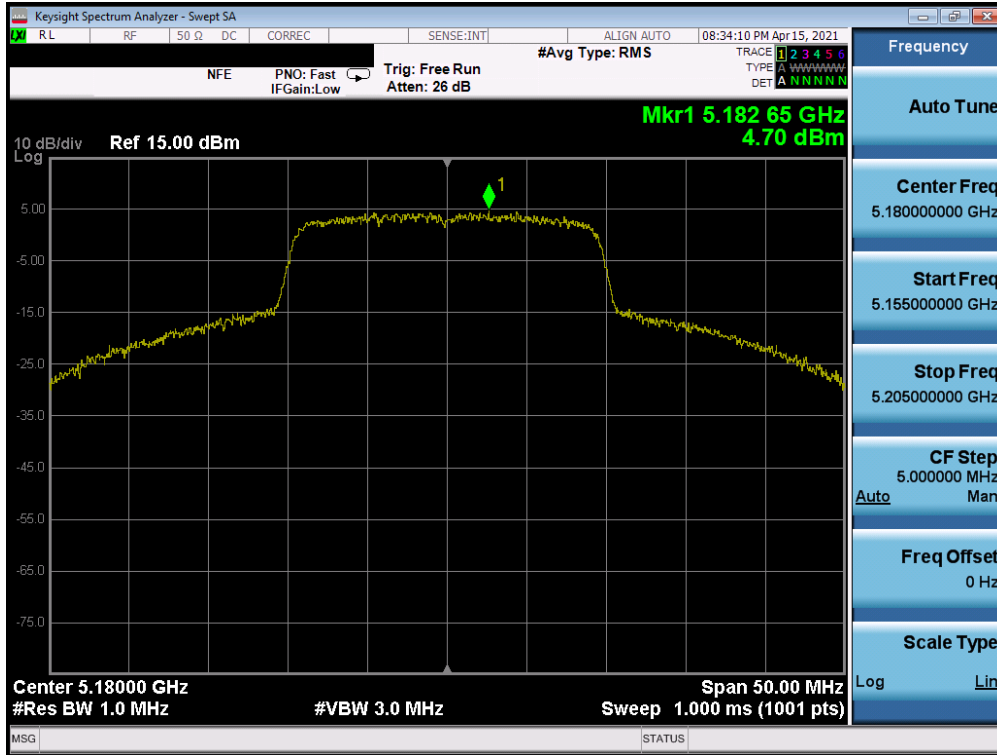 Keysight Spectrum Analyzer - Swept SA
LXI RL RF 50 Ω DC CORREC SENSE:INT ALIGN AUTO 08:34:10 PM Apr 15, 2021
NFE PNO: Fast IFGain:Low Trig: Free Run Atten: 26 dB #Avg Type: RMS
TRACE 1 2 3 4 5 6
TYPE A WWWWW
DET A N N N N N
Mkr1 5.182 65 GHz
4.70 dBm
10 dB/div Ref 15.00 dBm
Log
1
5.00
-5.00
-15.0
-25.0
-35.0
-45.0
-55.0
-65.0
-75.0
Center 5.18000 GHz Span 50.00 MHz
#Res BW 1.0 MHz #VBW 3.0 MHz Sweep 1.000 ms (1001 pts)
MSG STATUS
Frequency
Auto Tune
Center Freq
5.180000000 GHz
Start Freq
5.155000000 GHz
Stop Freq
5.205000000 GHz
CF Step
5.000000 MHz
Auto Man
Freq Offset
0 Hz
Scale Type
Log Lin